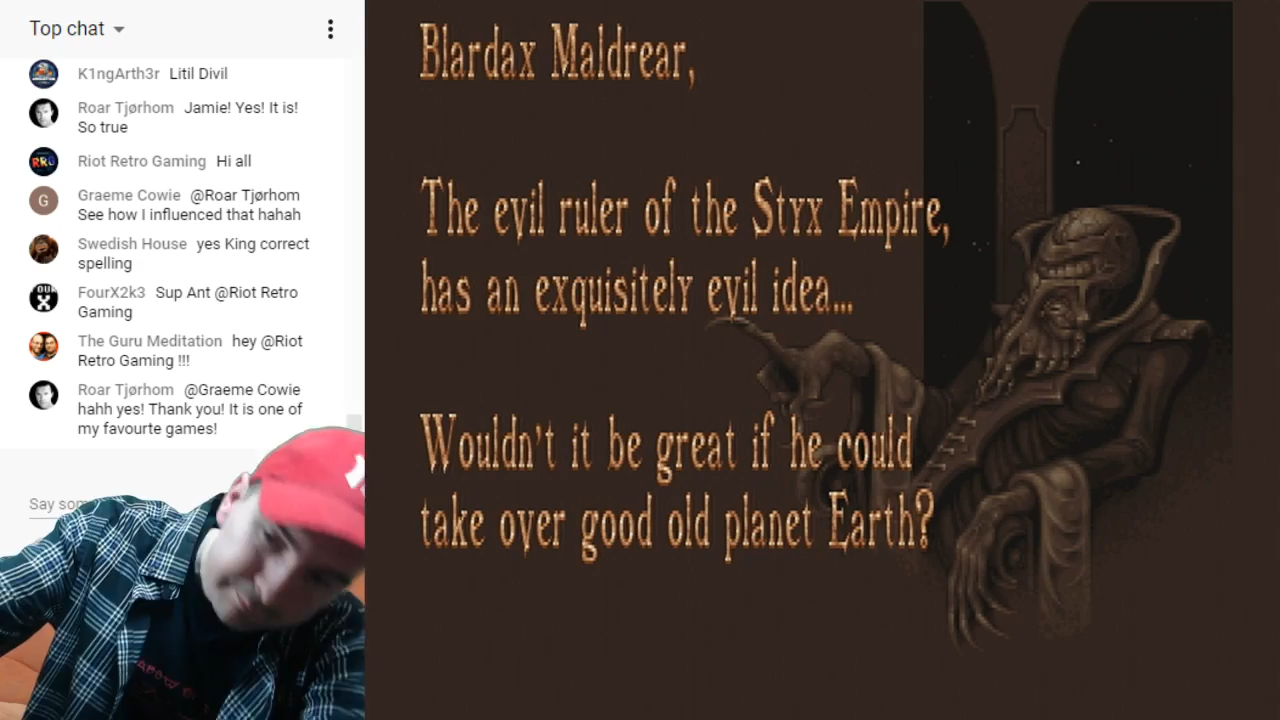 Top chat
K1ngArth3r Litil Divil
Roar Tjørhom Jamie! Yes! It is!
So true
Riot Retro Gaming Hi all
Graeme Cowie @Roar Tjørhom
See how I influenced that hahah
Swedish House yes King correct
spelling
FourX2k3 Sup Ant @Riot Retro
Gaming
The Guru Meditation hey @Riot
Retro Gaming !!!
Roar Tjørhom @Graeme Cowie
hahh yes! Thank you! It is one of
my favourte games!
Say
Blardax Maldrear,
The evil ruler of the Styx Empire,
has an exquisitely evil idea...
Wouldn't it be great if he could
take over good old planet Earth?